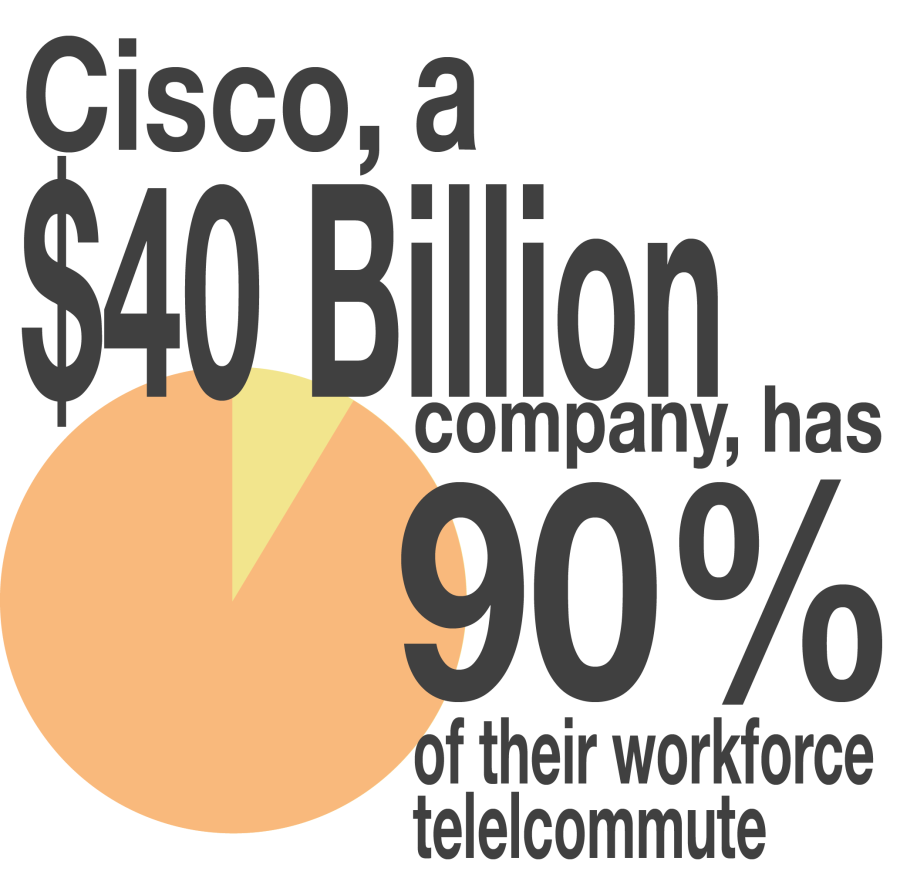 Cisco, a
$40 Billion
company, has
90%
of their workforce
telelcommute